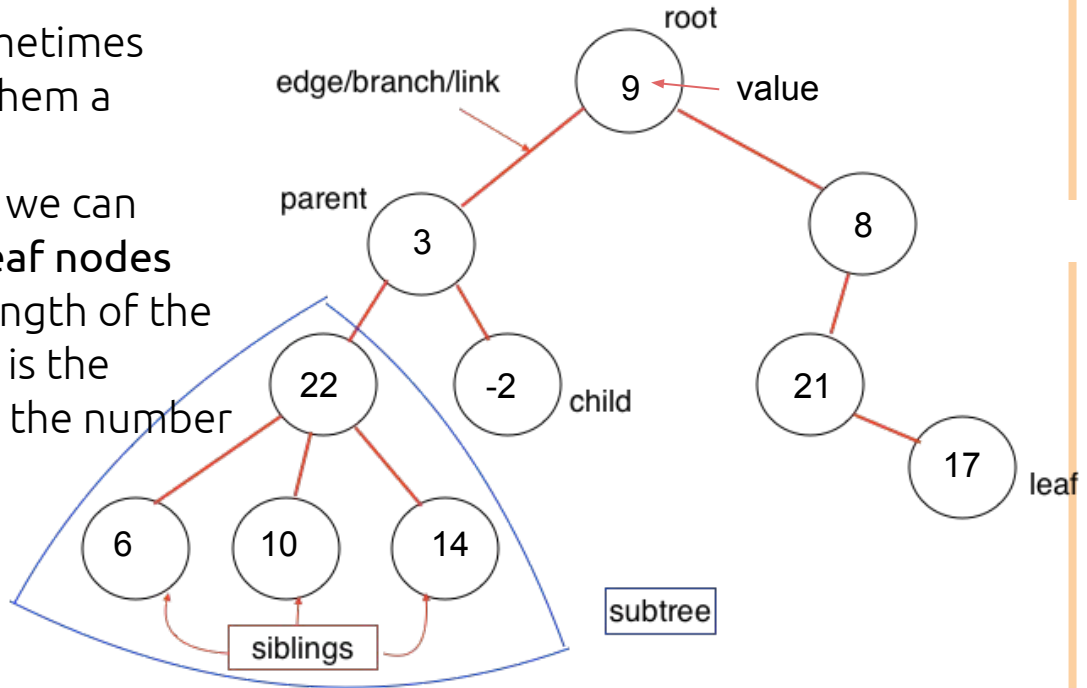 root
netimes
edge/branch/link
hem a
9
value
parent
we can
3
8
eaf nodes
ngth of the
is the
22
-2
child
21
the number
17
leaf
6
10
14
subtree
siblings